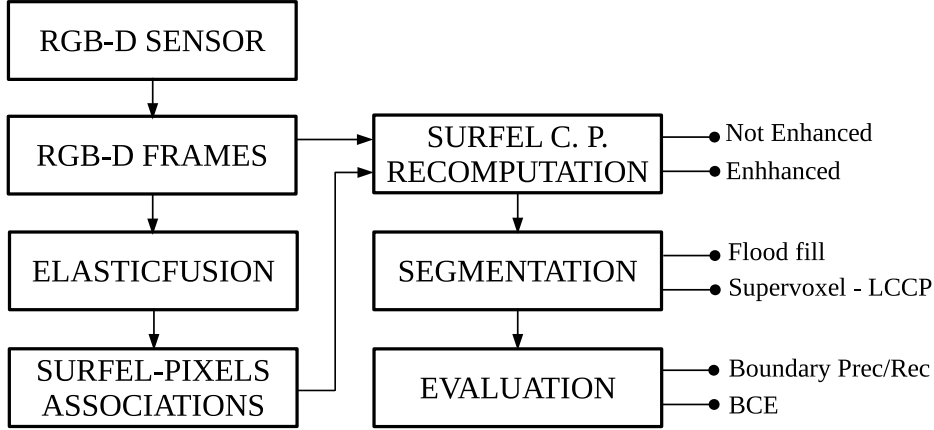 RGB-D SENSOR
RGB-D FRAMES
ELASTICFUSION
SURFEL-PIXELS
ASSOCIATIONS
SURFEL C. P.
RECOMPUTATION
Not Enhanced
Enhhanced
SEGMENTATION
Flood fill
Supervoxel - LCCP
EVALUATION
Boundary Prec/Rec
BCE